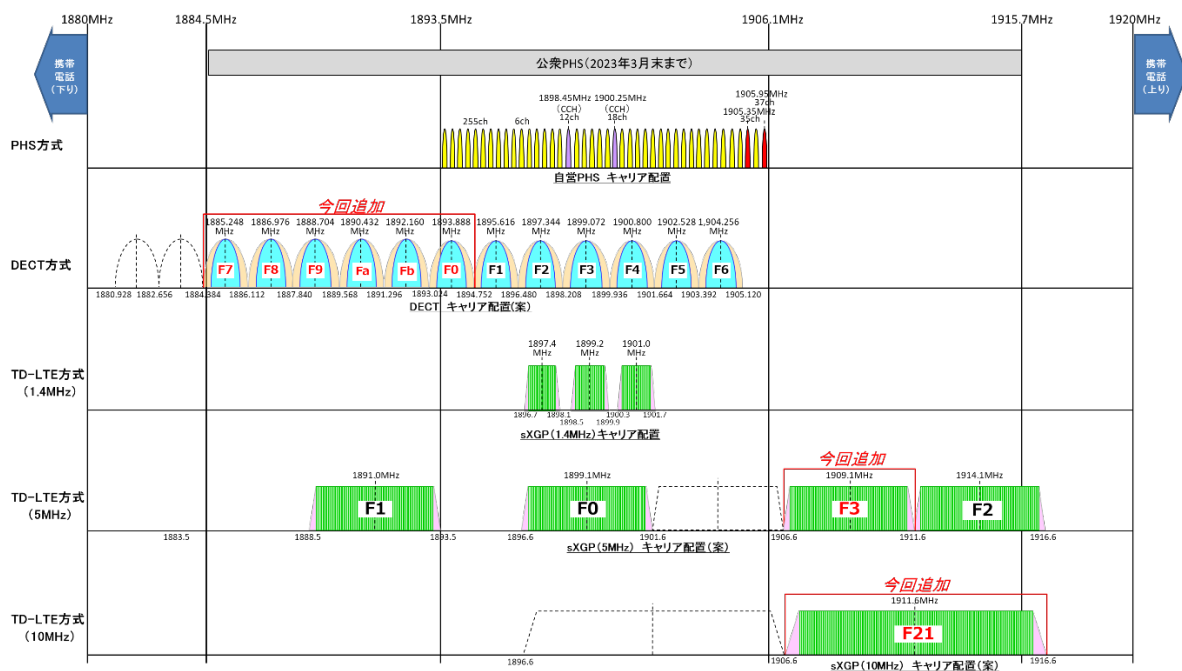 1880MHz
1884.5MHz
1893.5MHz
1906.1MHz
1915.7MHz
1920MHz
携帯
電話
(下り)
公衆PHS(2023年3月末まで)
携帯
電話
(上り)
PHS方式
255ch
6ch
1898.45MHz
(CCH)
12ch
1900.25MHz
(CCH)
18ch
1905.95MHz
37ch
1905.35MHz
35ch
自営PHS キャリア配置
今回追加
DECT方式
1885.248
MHz
1886.976
MHz
1888.704
MHz
1890.432
MHz
1892.160
MHz
1893.888
MHz
1895.616
MHz
1897.344
MHz
1899.072
MHz
1900.800
MHz
1902.528
MHz
1,904.256
MHz
F7
F8
F9
Fa
Fb
F0
F1
F2
F3
F4
F5
F6
1880.928
1882.656
1884.384
1886.112
1887.840
1889.568
1891.296
1893.024
1894.752
1896.480
1898.208
1899.936
1901.664
1903.392
1905.120
DECT キャリア配置(案)
TD-LTE方式
(1.4MHz)
1897.4
MHz
1899.2
MHz
1901.0
MHz
1896.7
1898.1
1898.5
1899.9
1900.3
1901.7
sXGP(1.4MHz)キャリア配置
今回追加
TD-LTE方式
(5MHz)
1891.0MHz
1899.1MHz
1909.1MHz
1914.1MHz
F1
F0
F3
F2
1883.5
1888.5
1893.5
1896.6
1901.6
1906.6
1911.6
1916.6
sXGP(5MHz) キャリア配置(案)
今回追加
TD-LTE方式
(10MHz)
1911.6MHz
F21
1896.6
1906.6
1916.6
sXGP(10MHz) キャリア配置(案)